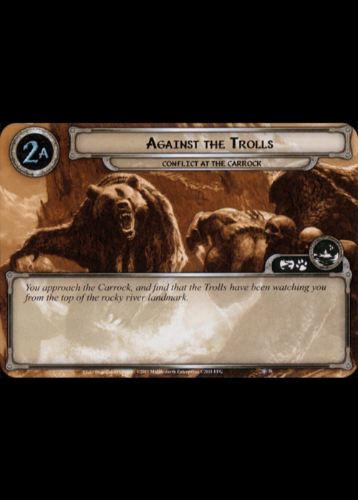 2A
AGAINST THE TROLLS
CONFLICT AT THE CARROCK
You approach the Carrock, and find that the Trolls have been watching you
from the top of the rocky river landmark.